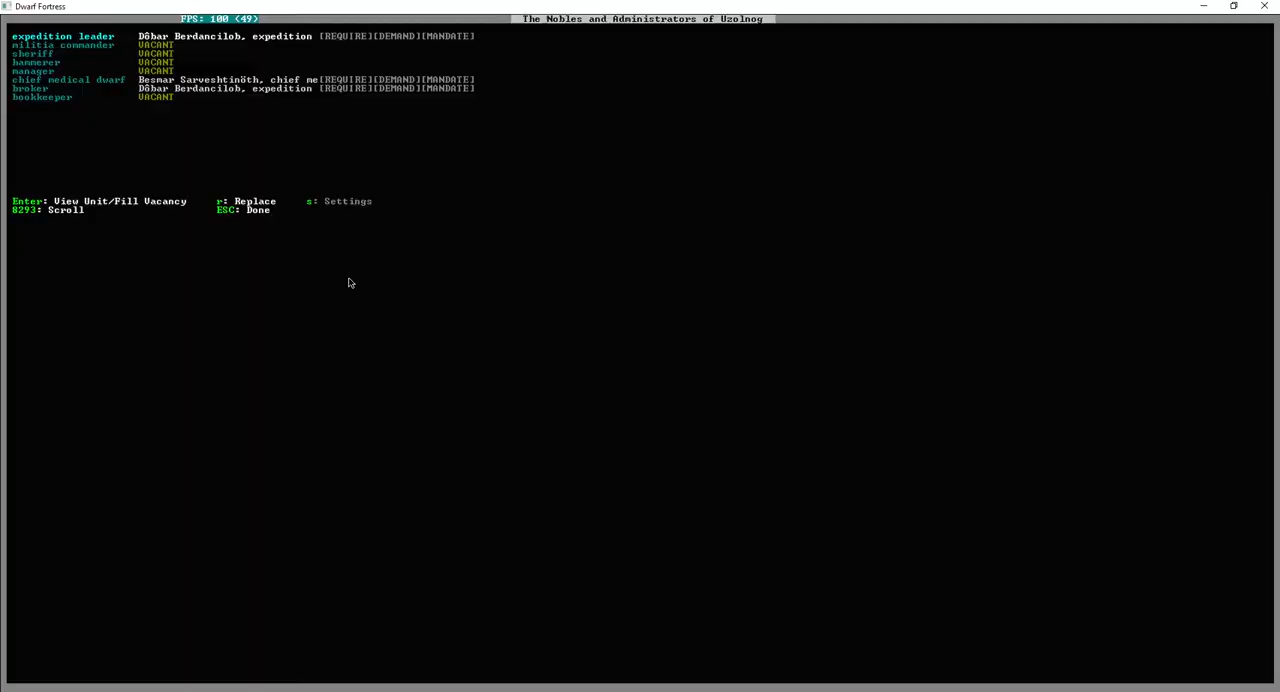 Dwarf Fortress
FPS: 100 (49) The Nobles and Administrators of Uzolnog
expedition leader Dôbar Berdancilob, expedition [REQUIRE][DEMAND][MANDATE]
militia commander VACANT
sheriff VACANT
hammerer VACANT
manager VACANT
chief medical dwarf Besmar Sarveshtinöth, chief me[REQUIRE][DEMAND][MANDATE]
broker Dôbar Berdancilob, expedition [REQUIRE][DEMAND][MANDATE]
bookkeeper VACANT
Enter: View Unit/Fill Vacancy r: Replace s: Settings
8293: Scroll ESC: Done